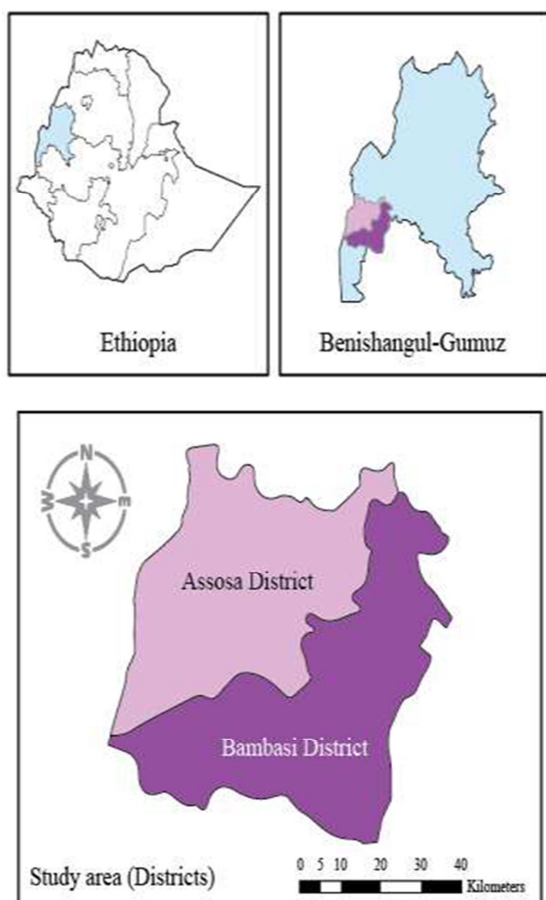 Ethiopia
Benishangul-Gumuz
N
W
E
S
Assosa District
Bambasi District
Study area (Districts)
0 5 10 20 30 40
Kilometers